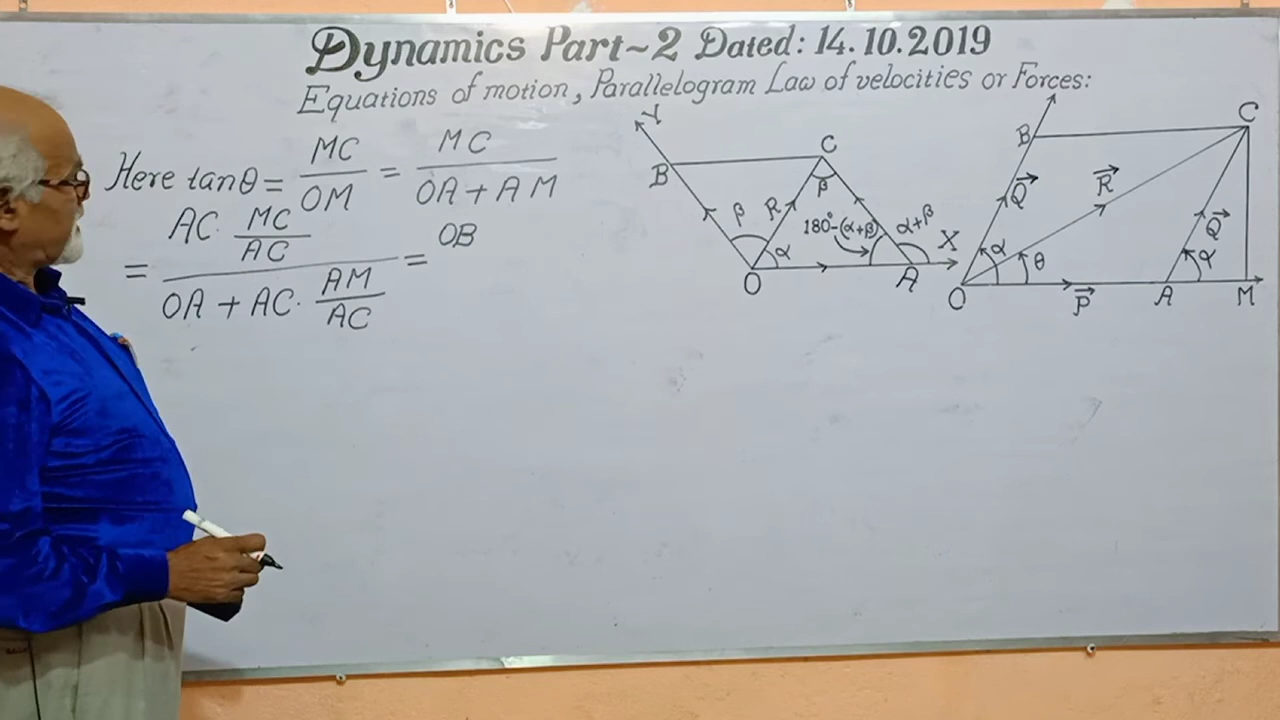 Dynamics Part~2 Dated: 14.10.2019
Equations of motion, Parallelogram Law of velocities or Forces:
Here tanθ = MC/OM = MC/(OA + AM)
= (AC· MC/AC)/(OA + AC· AM/AC) = OB
Y
B
C
β
β
R
180°-(α+β)
α+β
X
α
O
A
B
C
Q⃗
R⃗
Q⃗
α
θ
α
O
P⃗
A
M